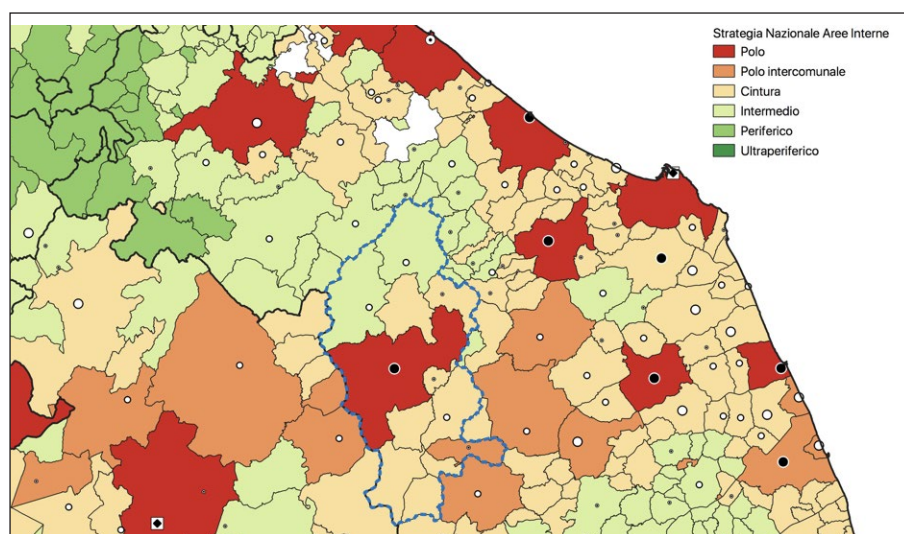 Strategia Nazionale Aree Interne
Polo
Polo intercomunale
Cintura
Intermedio
Periferico
Ultraperiferico